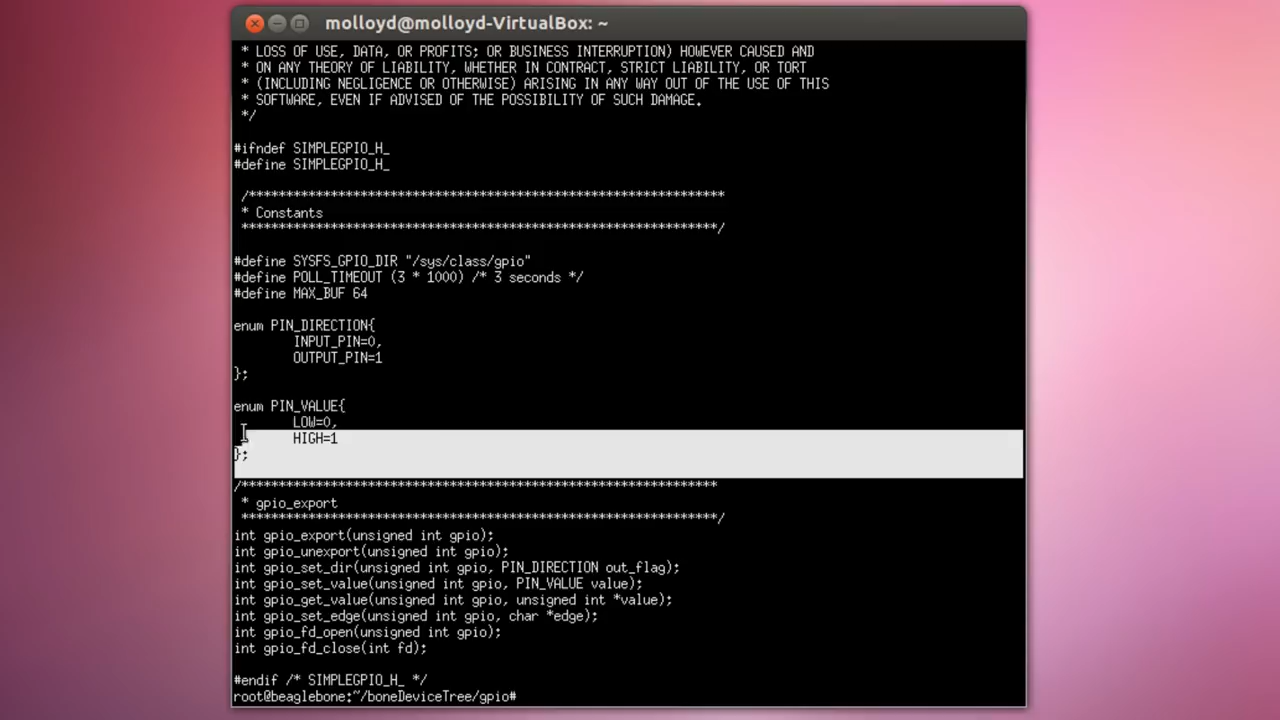 molloyd@molloyd-VirtualBox: ~
* LOSS OF USE, DATA, OR PROFITS; OR BUSINESS INTERRUPTION) HOWEVER CAUSED AND
* ON ANY THEORY OF LIABILITY, WHETHER IN CONTRACT, STRICT LIABILITY, OR TORT
* (INCLUDING NEGLIGENCE OR OTHERWISE) ARISING IN ANY WAY OUT OF THE USE OF THIS
* SOFTWARE, EVEN IF ADVISED OF THE POSSIBILITY OF SUCH DAMAGE.
*/
#ifndef SIMPLEGPIO_H_
#define SIMPLEGPIO_H_
/****************************************************************
* Constants
****************************************************************/
#define SYSFS_GPIO_DIR "/sys/class/gpio"
#define POLL_TIMEOUT (3 * 1000) /* 3 seconds */
#define MAX_BUF 64
enum PIN_DIRECTION{
INPUT_PIN=0,
OUTPUT_PIN=1
};
enum PIN_VALUE{
LOW=0,
HIGH=1
};
/****************************************************************
* gpio_export
****************************************************************/
int gpio_export(unsigned int gpio);
int gpio_unexport(unsigned int gpio);
int gpio_set_dir(unsigned int gpio, PIN_DIRECTION out_flag);
int gpio_set_value(unsigned int gpio, PIN_VALUE value);
int gpio_get_value(unsigned int gpio, unsigned int *value);
int gpio_set_edge(unsigned int gpio, char *edge);
int gpio_fd_open(unsigned int gpio);
int gpio_fd_close(int fd);
#endif /* SIMPLEGPIO_H_ */
root@beaglebone:~/boneDeviceTree/gpio#